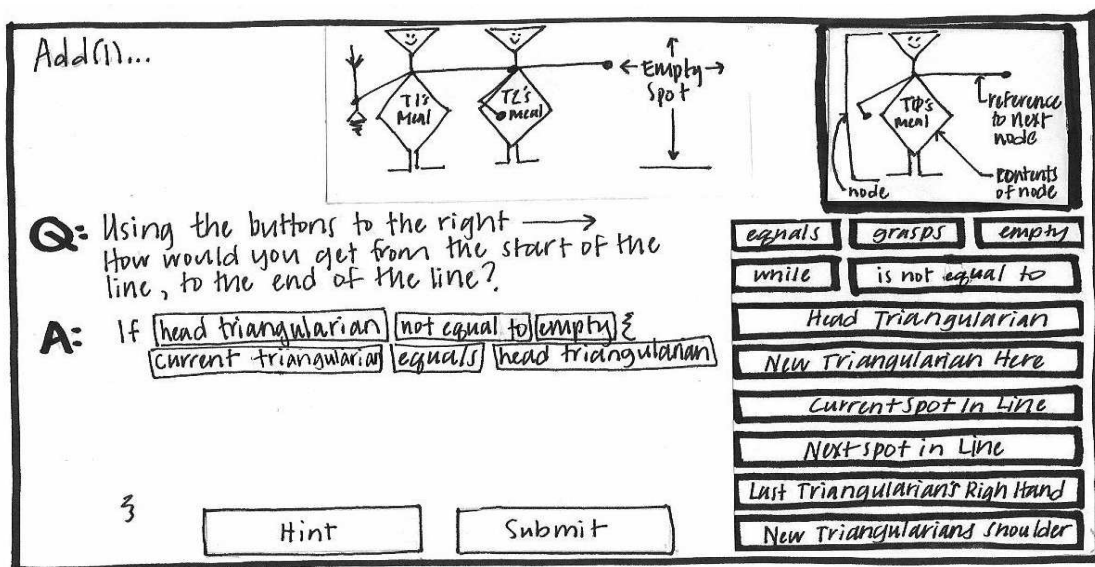 Add(1)...
T1's
Meal
T2's
meal
Empty
Spot
T0's
meal
reference
to next
node
contents
of node
node
Q: Using the buttons to the right
How would you get from the start of the
line, to the end of the line?
A: If head triangularian not equal to empty {
current triangularian equals head triangularian
}
Hint
Submit
equals grasps empty
while is not equal to
Head Triangularian
New Triangularian Here
Current Spot In Line
Next spot in Line
Last Triangularian's Righ Hand
New Triangularians Shoulder